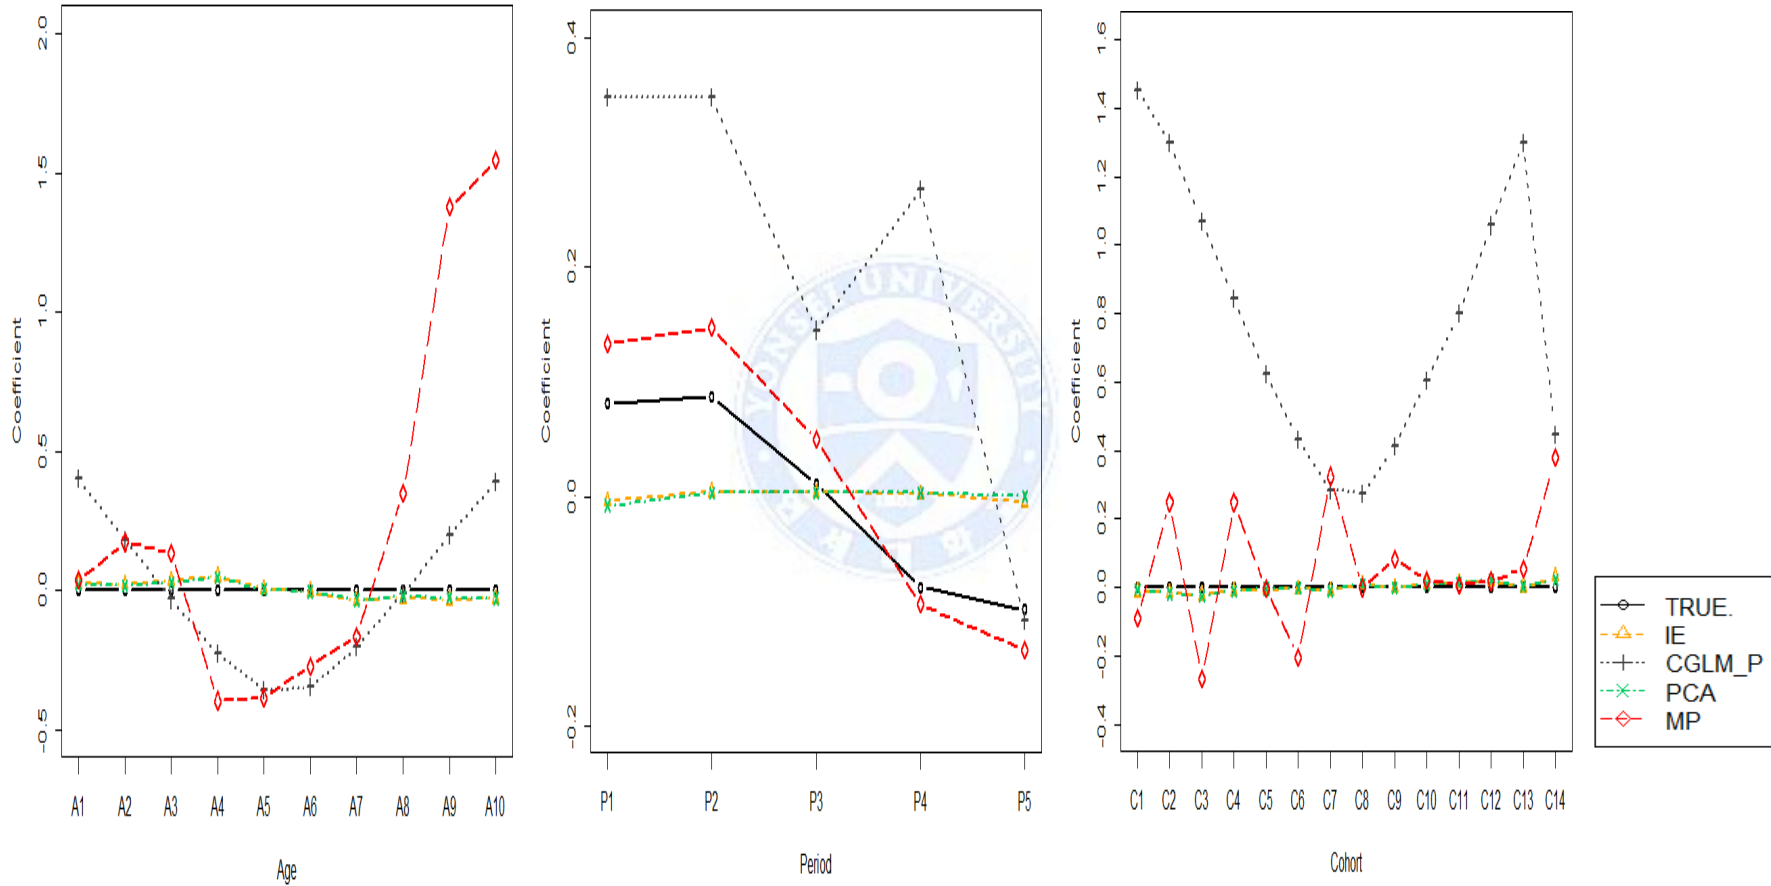 Coefficient
2.0
1.5
1.0
0.5
0.0
-0.5
A1 A2 A3 A4 A5 A6 A7 A8 A9 A10
Age
Coefficient
0.4
0.2
0.0
-0.2
P1 P2 P3 P4 P5
Period
YONSEI UNIVERSITY
Coefficient
1.6
1.4
1.2
1.0
0.8
0.6
0.4
0.2
0.0
-0.2
-0.4
C1 C2 C3 C4 C5 C6 C7 C8 C9 C10 C11 C12 C13 C14
Cohort
TRUE.
IE
CGLM_P
PCA
MP